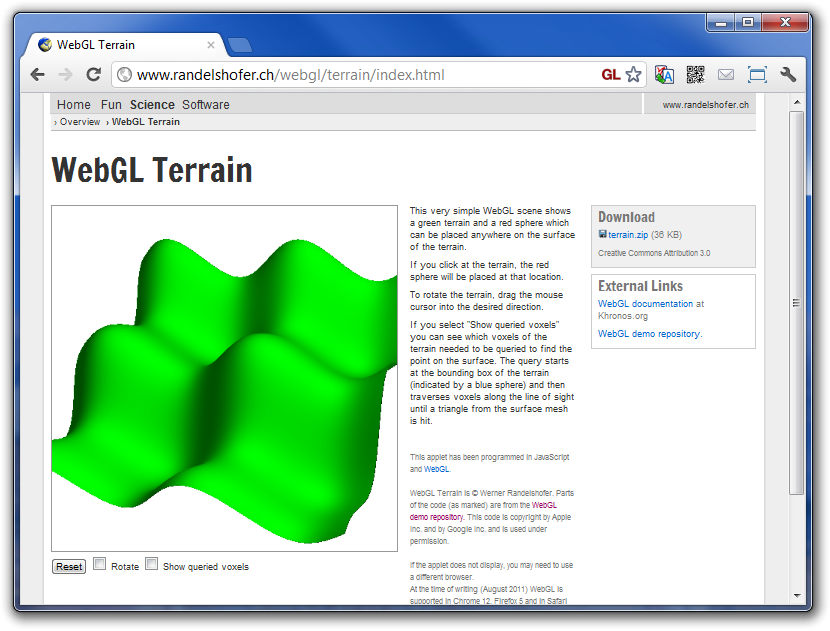 WebGL Terrain
www.randelshofer.ch/webgl/terrain/index.html
GL
Home Fun Science Software
www.randelshofer.ch
› Overview › WebGL Terrain
WebGL Terrain
This very simple WebGL scene shows
a green terrain and a red sphere which
can be placed anywhere on the surface
of the terrain.
If you click at the terrain, the red
sphere will be placed at that location.
To rotate the terrain, drag the mouse
cursor into the desired direction.
If you select "Show queried voxels"
you can see which voxels of the
terrain needed to be queried to find the
point on the surface. The query starts
at the bounding box of the terrain
(indicated by a blue sphere) and then
traverses voxels along the line of sight
until a triangle from the surface mesh
is hit.
This applet has been programmed in JavaScript
and WebGL.
WebGL Terrain is © Werner Randelshofer. Parts
of the code (as marked) are from the WebGL
demo repository. This code is copyright by Apple
Inc. and by Google Inc. and is used under
permission.
If the applet does not display, you may need to use
a different browser.
At the time of writing (August 2011) WebGL is
supported in Chrome 12, Firefox 5 and in Safari
Download
terrain.zip (36 KB)
Creative Commons Attribution 3.0
External Links
WebGL documentation at
Khronos.org
WebGL demo repository.
Reset Rotate Show queried voxels